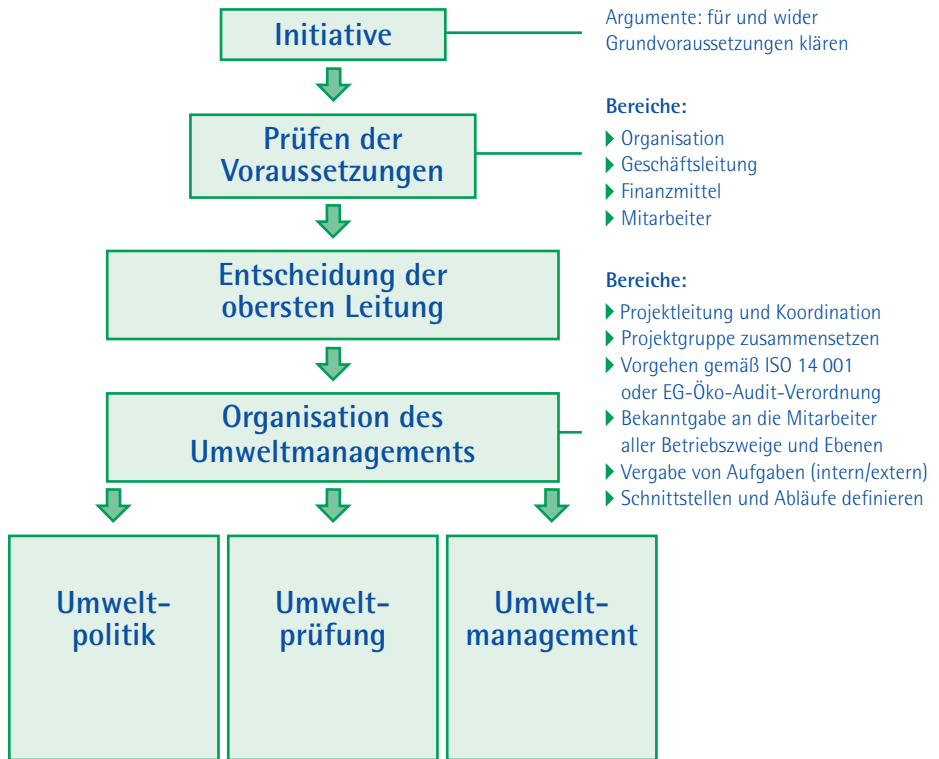 Initiative
Argumente: für und wider
Grundvoraussetzungen klären
Prüfen der
Voraussetzungen
Bereiche:
Organisation
Geschäftsleitung
Finanzmittel
Mitarbeiter
Entscheidung der
obersten Leitung
Organisation des
Umweltmanagements
Bereiche:
Projektleitung und Koordination
Projektgruppe zusammensetzen
Vorgehen gemäß ISO 14 001
oder EG-Öko-Audit-Verordnung
Bekanntgabe an die Mitarbeiter
aller Betriebszweige und Ebenen
Vergabe von Aufgaben (intern/extern)
Schnittstellen und Abläufe definieren
Umwelt-
politik
Umwelt-
prüfung
Umwelt-
management